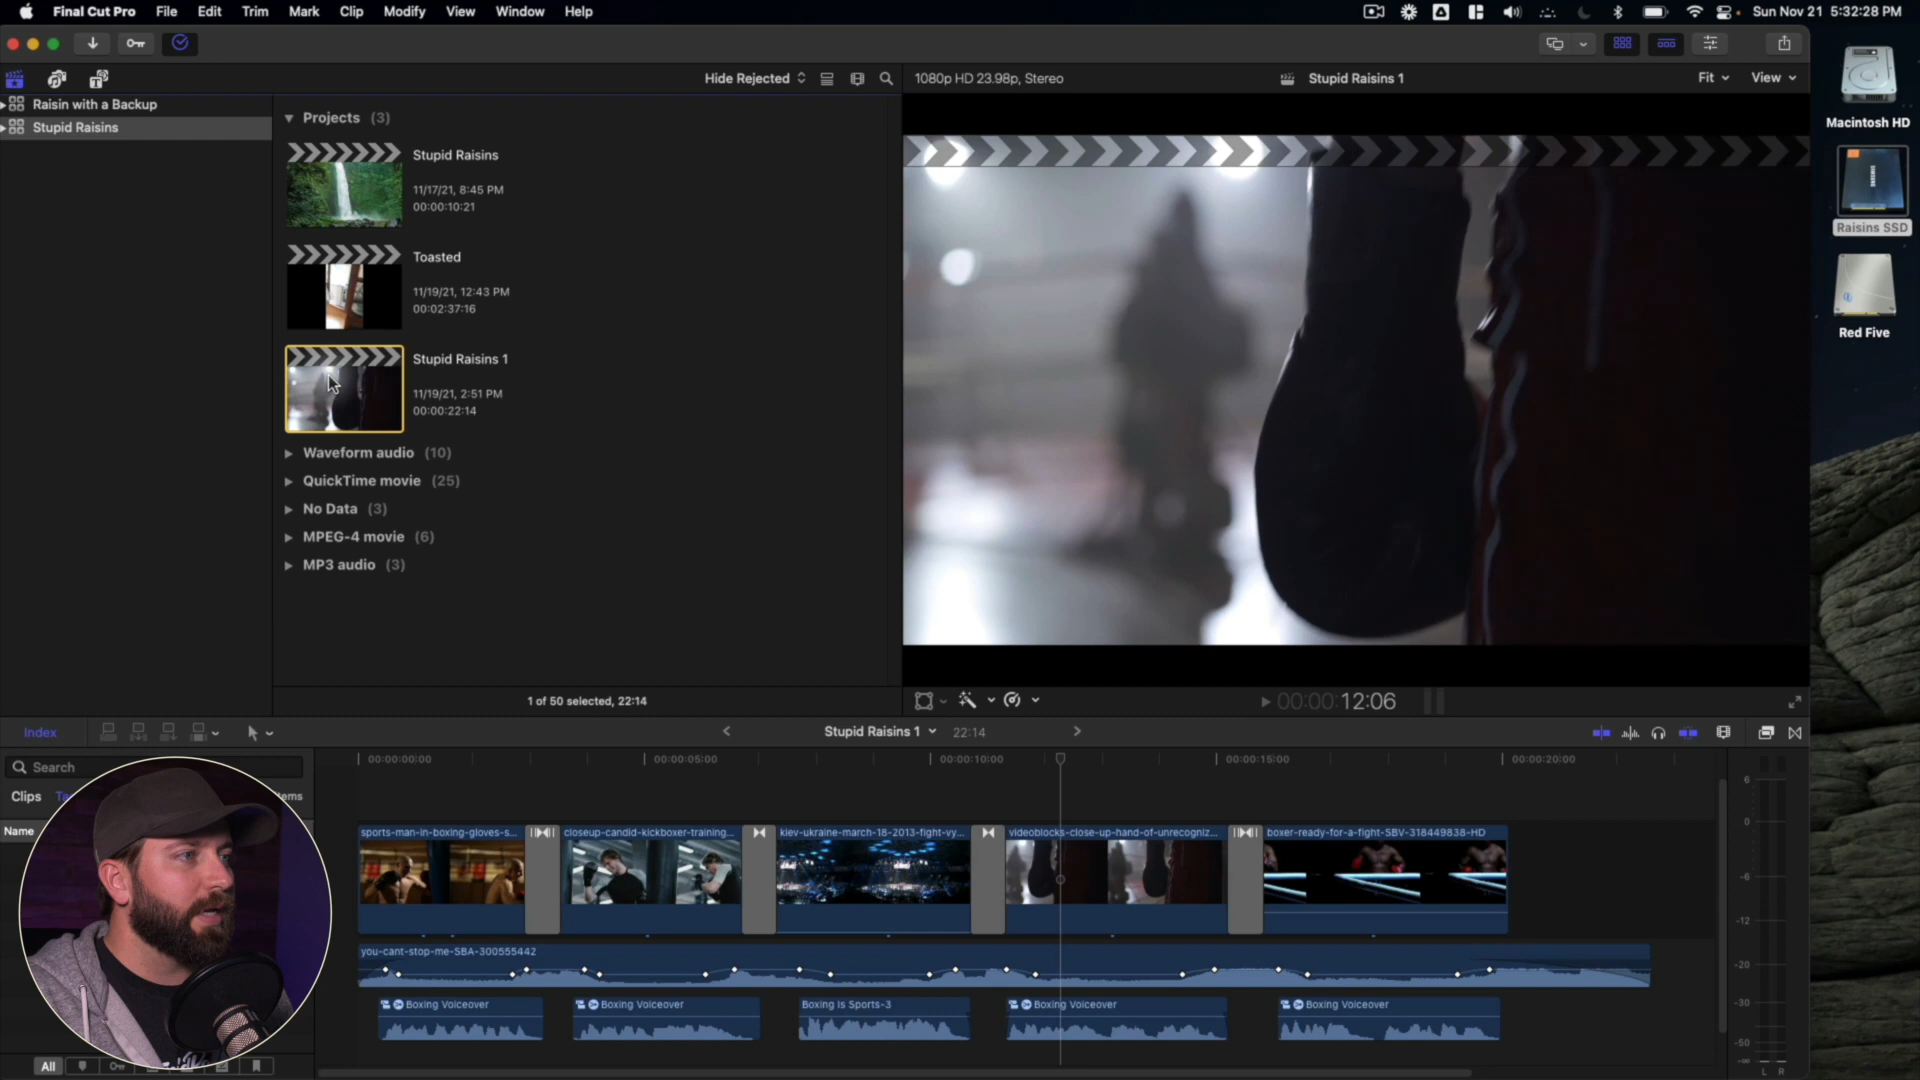 Final Cut Pro File Edit Trim Mark Clip Modify View Window Help
Sun Nov 21 5:32:28 PM
Hide Rejected
1080p HD 23.98p, Stereo
Stupid Raisins 1
Fit
View
Raisin with a Backup
Stupid Raisins
Projects (3)
Stupid Raisins
11/17/21, 8:45 PM
00:00:10:21
Toasted
11/19/21, 12:43 PM
00:02:37:16
Stupid Raisins 1
11/19/21, 2:51 PM
00:00:22:14
Waveform audio (10)
QuickTime movie (25)
No Data (3)
MPEG-4 movie (6)
MP3 audio (3)
1 of 50 selected, 22:14
00:00:12:06
Macintosh HD
SAMSUNG
Raisins SSD
Red Five
Index
Stupid Raisins 1
22:14
Search
Clips
Name
00:00:00:00
00:00:05:00
00:00:10:00
00:00:15:00
00:00:20:00
sports-man-in-boxing-gloves-s...
closeup-candid-kickboxer-training...
kiev-ukraine-march-18-2013-fight-vy...
videoblocks-close-up-hand-of-unrecogniz...
boxer-ready-for-a-fight-SBV-318449838-HD
you-cant-stop-me-SBA-300555442
Boxing Voiceover
Boxing Voiceover
Boxing Is Sports-3
Boxing Voiceover
Boxing Voiceover
All
6
0
-6
-12
-20
-30
-50
-∞
L R